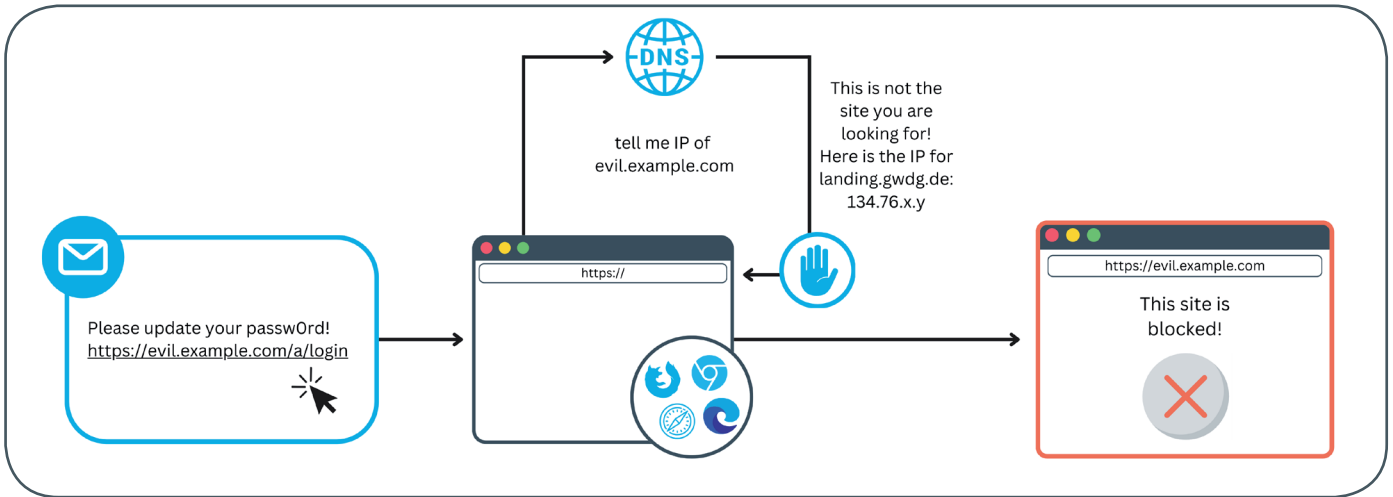 DNS
tell me IP of
evil.example.com
This is not the
site you are
looking for!
Here is the IP for
landing.gwdg.de:
134.76.x.y
Please update your passw0rd!
https://evil.example.com/a/login
https://
https://evil.example.com
This site is
blocked!